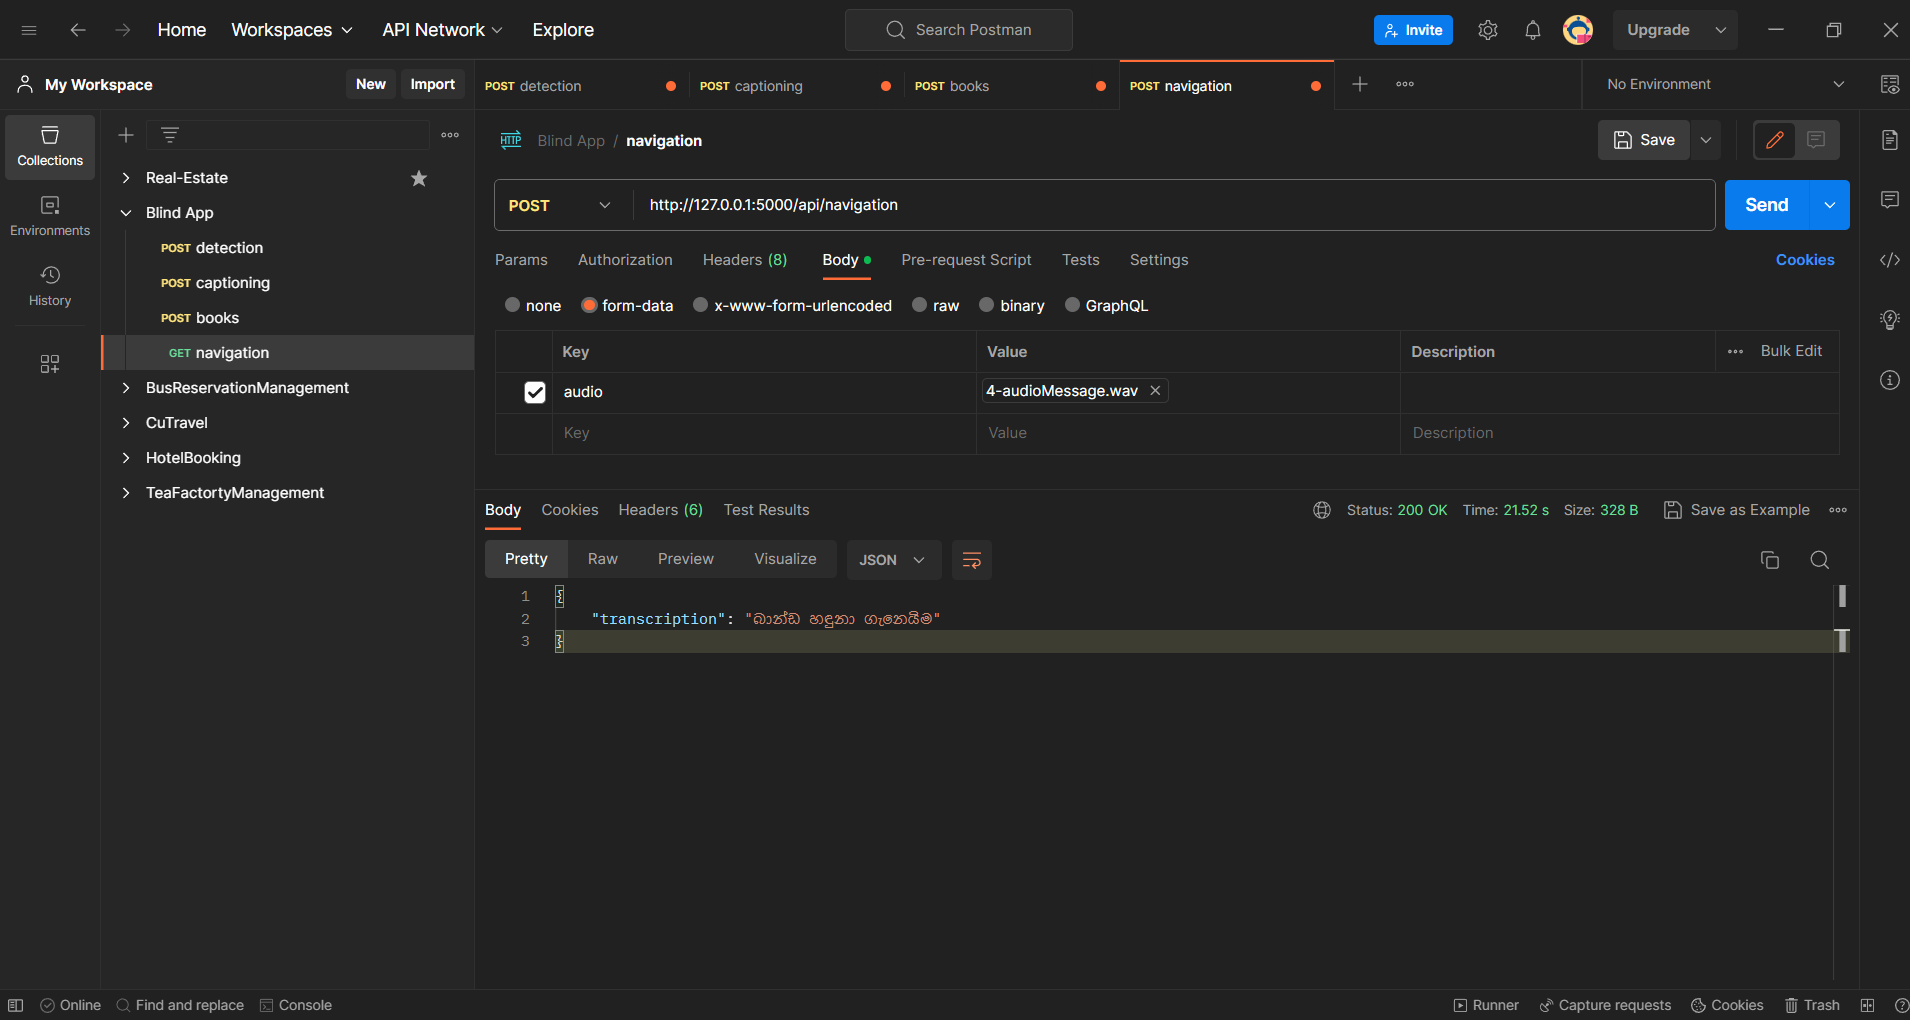 Home Workspaces API Network Explore Search Postman Invite Upgrade
My Workspace New Import
POST detection POST captioning POST books POST navigation No Environment
Collections
Environments
History
Real-Estate
Blind App
POST detection
POST captioning
POST books
GET navigation
BusReservationManagement
CuTravel
HotelBooking
TeaFactortyManagement
HTTP Blind App / navigation Save
POST http://127.0.0.1:5000/api/navigation Send
Params Authorization Headers (8) Body Pre-request Script Tests Settings Cookies
none form-data x-www-form-urlencoded raw binary GraphQL
Key Value Description Bulk Edit
audio 4-audioMessage.wav
Key Value Description
Body Cookies Headers (6) Test Results Status: 200 OK Time: 21.52 s Size: 328 B Save as Example
Pretty Raw Preview Visualize JSON
1 {
2 "transcription": "බාන්ඩ හඳුනා ගැනෙයිම"
3 }
Online Find and replace Console Runner Capture requests Cookies Trash